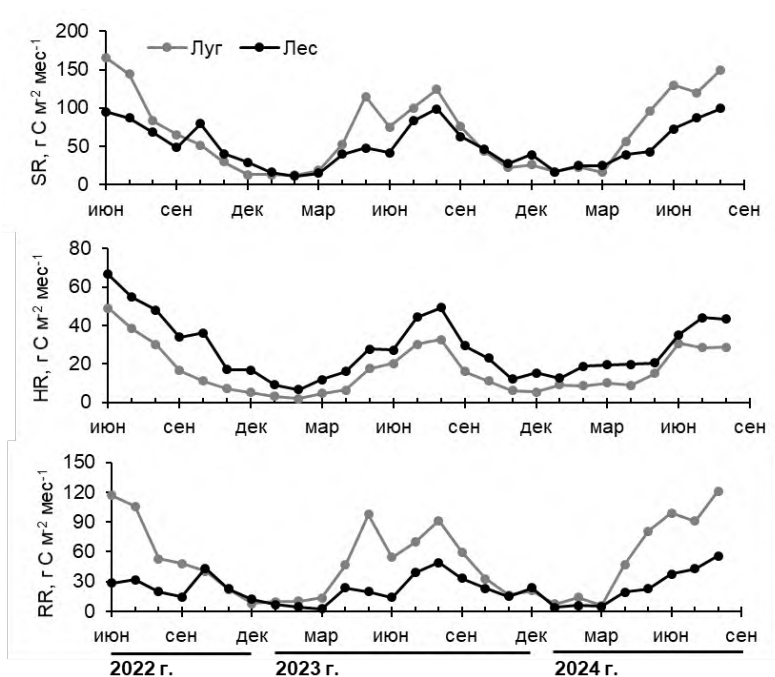 SR, г С м⁻² мес⁻¹
Луг
Лес
200
150
100
50
0
июн сен дек мар июн сен дек мар июн сен
HR, г С м⁻² мес⁻¹
80
60
40
20
0
июн сен дек мар июн сен дек мар июн сен
RR, г С м⁻² мес⁻¹
150
120
90
60
30
0
июн сен дек мар июн сен дек мар июн сен
2022 г. 2023 г. 2024 г.